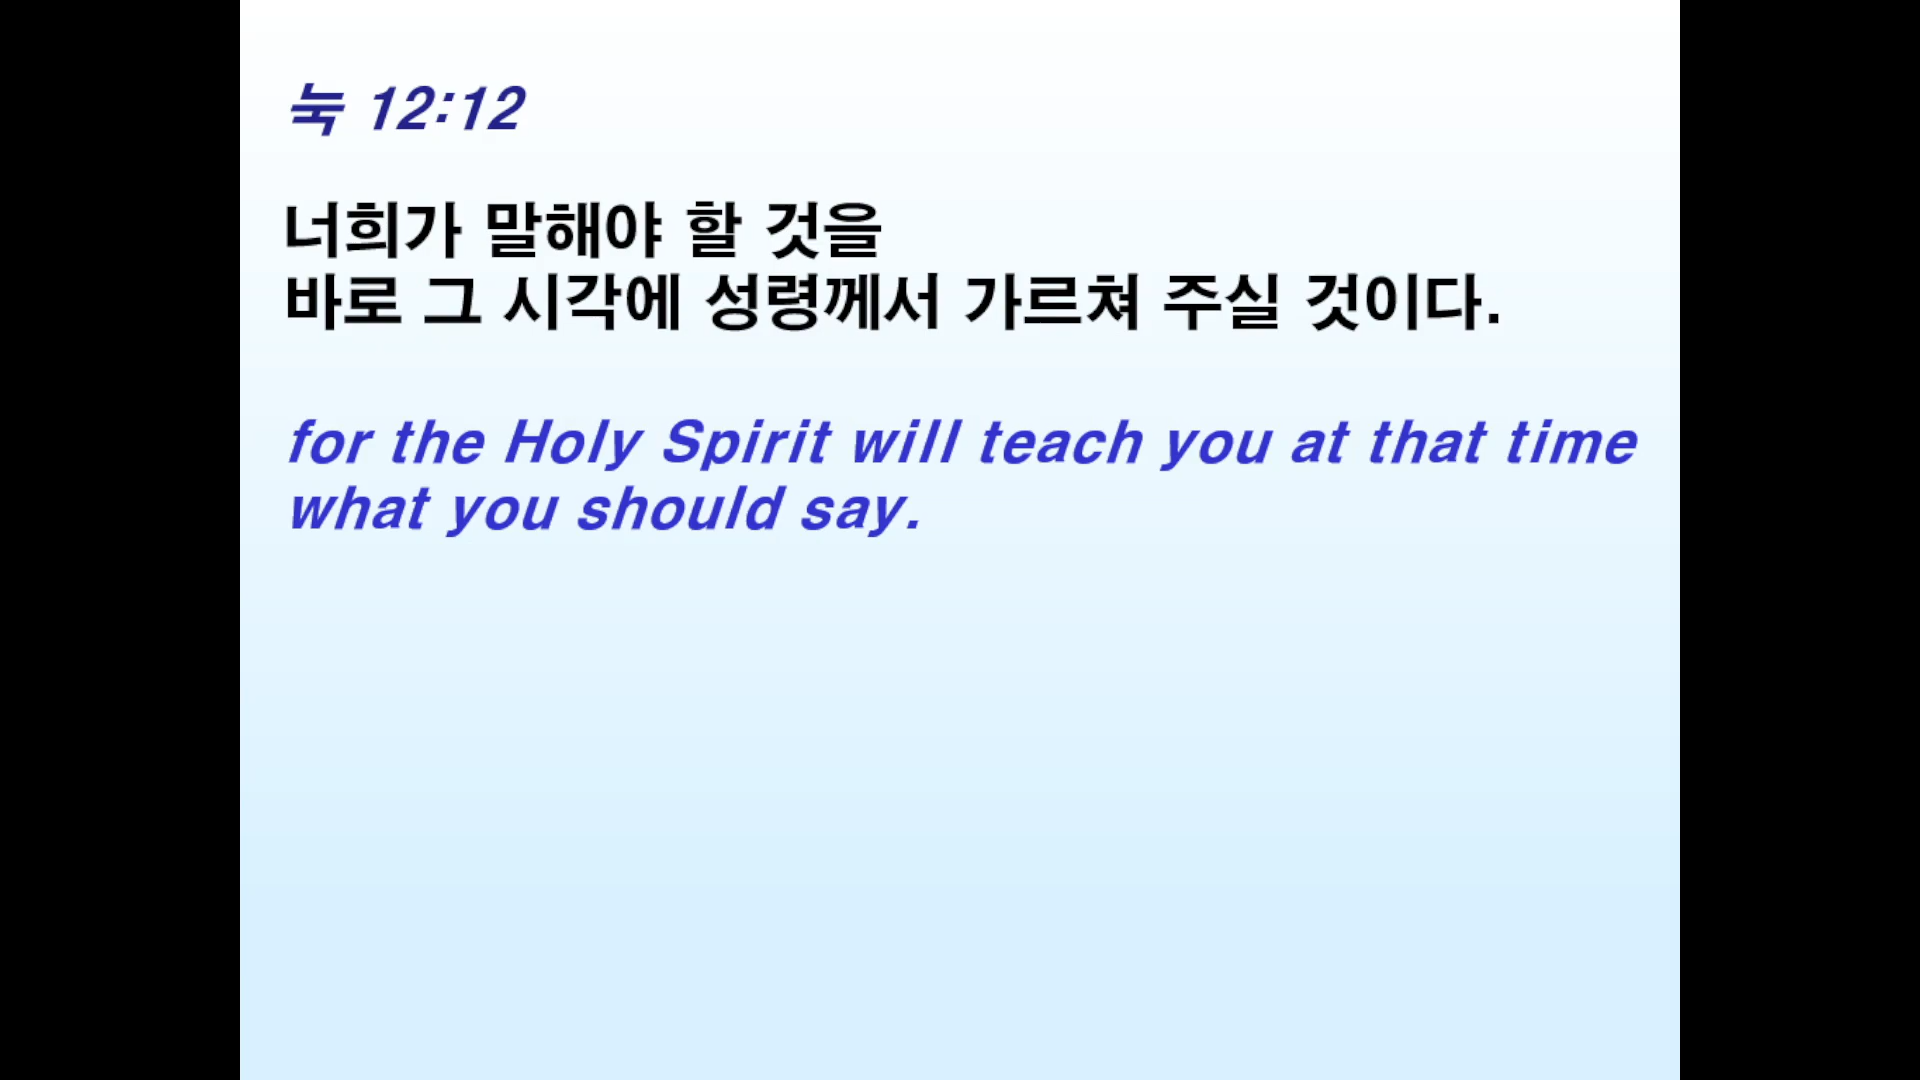 눅 12:12
너희가 말해야 할 것을
바로 그 시각에 성령께서 가르쳐 주실 것이다.
for the Holy Spirit will teach you at that time
what you should say.